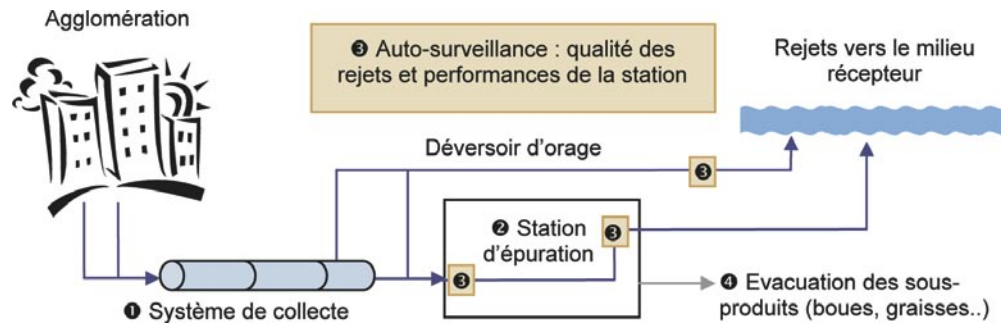 Agglomération
❸ Auto-surveillance : qualité des
rejets et performances de la station
Rejets vers le milieu
récepteur
Déversoir d'orage
❸
❷ Station
d'épuration
❸
❸
❶ Système de collecte
❹ Evacuation des sous-
produits (boues, graisses..)